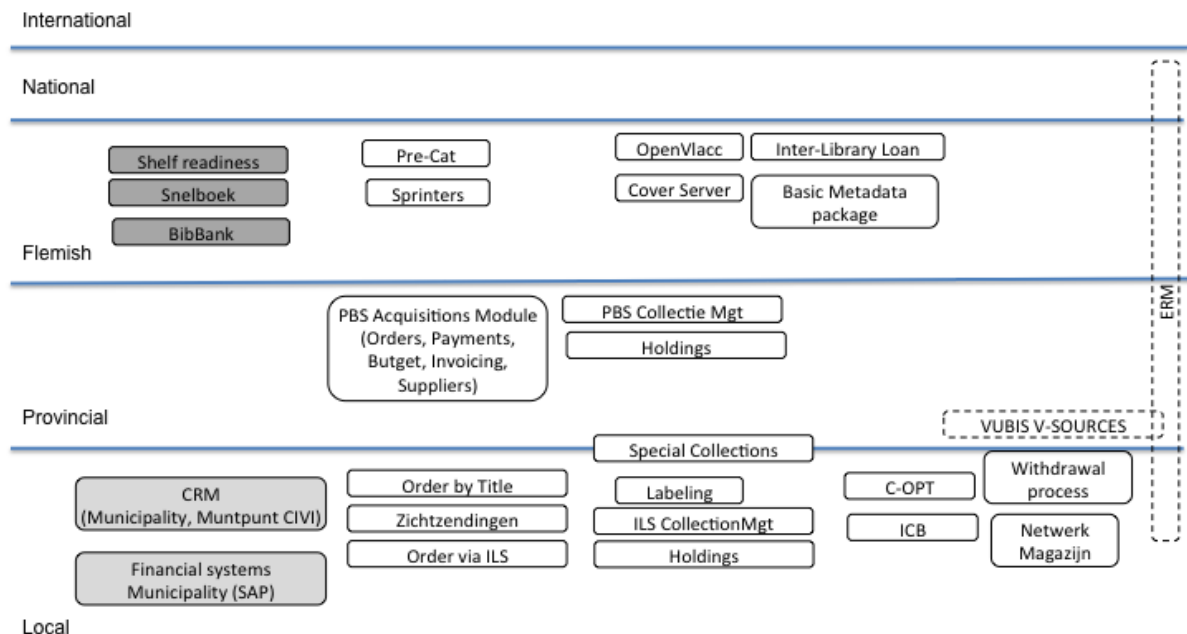 International
National
Shelf readiness
Snelboek
BibBank
Pre-Cat
Sprinters
OpenVlacc
Cover Server
Inter-Library Loan
Basic Metadata
package
Flemish
PBS Acquisitions Module
(Orders, Payments,
Butget, Invoicing,
Suppliers)
PBS Collectie Mgt
Holdings
ERM
Provincial
VUBIS V-SOURCES
Special Collections
CRM
(Municipality, Muntpunt CIVI)
Financial systems
Municipality (SAP)
Order by Title
Zichtzendingen
Order via ILS
Labeling
ILS CollectionMgt
Holdings
C-OPT
ICB
Withdrawal
process
Netwerk
Magazijn
Local